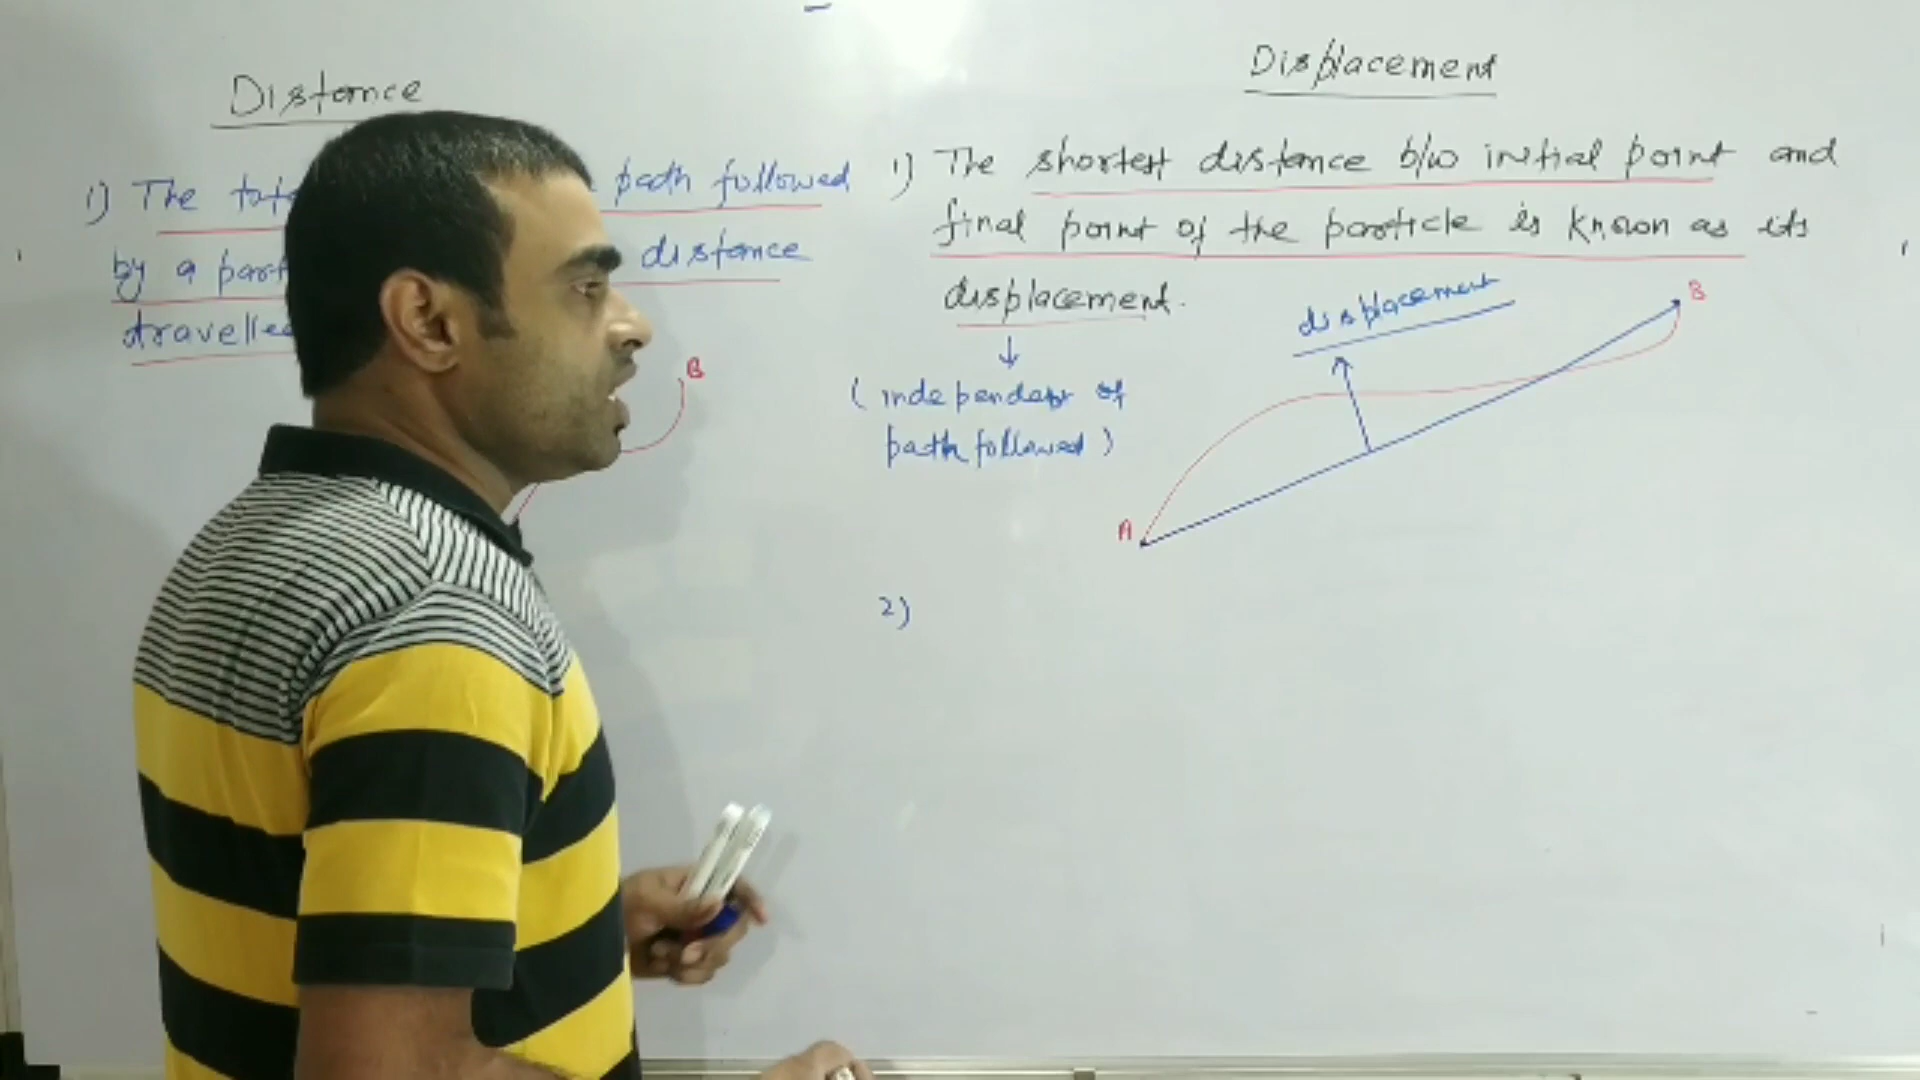 Distance
1) The path followed
by a distance
B
Displacement
1) The shortest distance b/w initial point and
final point of the particle is known as its
displacement.
↓
(independent of
path followed)
displacement
B
A
2)